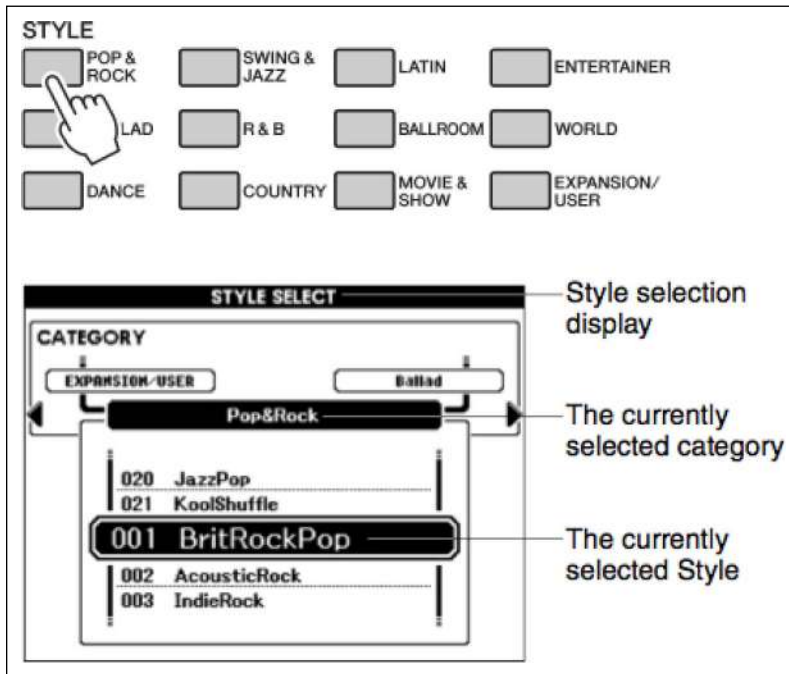 STYLE
POP &
ROCK
SWING &
JAZZ
LATIN
ENTERTAINER
LAD
R & B
BALLROOM
WORLD
DANCE
COUNTRY
MOVIE &
SHOW
EXPANSION/
USER
STYLE SELECT
Style selection
display
CATEGORY
EXPANSION/USER
Ballad
Pop&Rock
The currently
selected category
020 JazzPop
021 KoolShuffle
001 BritRockPop
The currently
selected Style
002 AcousticRock
003 IndieRock